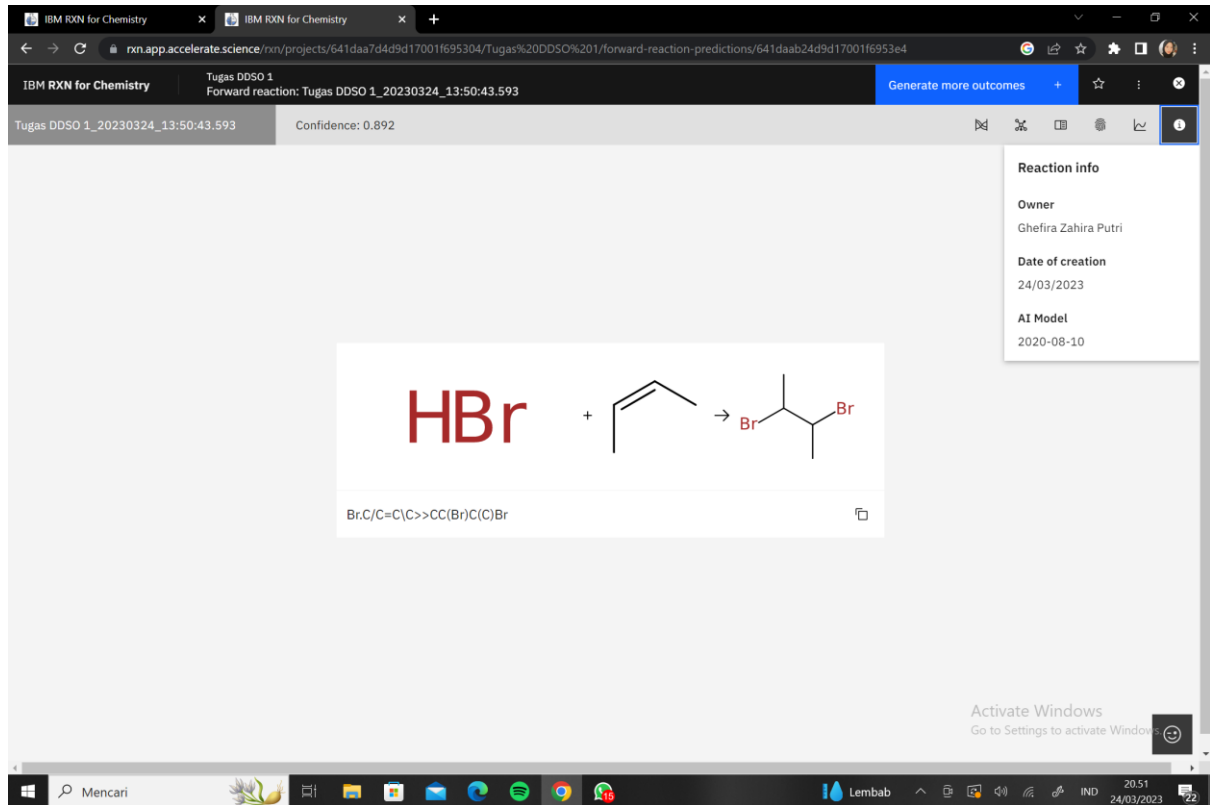 IBM RXN for Chemistry
IBM RXN for Chemistry
rxn.app.accelerate.science/rxn/projects/641daa7d4d9d17001f695304/Tugas%20DDSO%201/forward-reaction-predictions/641daab24d9d17001f6953e4
IBM RXN for Chemistry
Tugas DDSO 1
Forward reaction: Tugas DDSO 1_20230324_13:50:43.593
Generate more outcomes +
Tugas DDSO 1_20230324_13:50:43.593
Confidence: 0.892
Reaction info
Owner
Ghefira Zahira Putri
Date of creation
24/03/2023
AI Model
2020-08-10
HBr + → Br Br
Br.C/C=C\C>>CC(Br)C(C)Br
Activate Windows
Go to Settings to activate Windows.
Mencari
15
Lembab
IND
20.51
24/03/2023
22